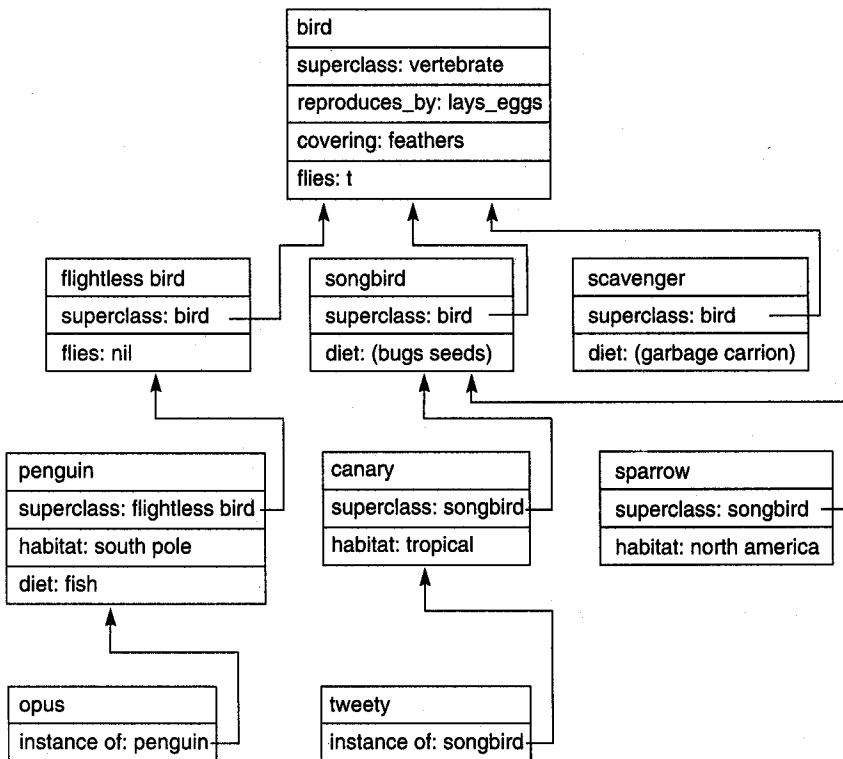 bird
superclass: vertebrate
reproduces_by: lays_eggs
covering: feathers
flies: t
flightless bird
superclass: bird
flies: nil
songbird
superclass: bird
diet: (bugs seeds)
scavenger
superclass: bird
diet: (garbage carrion)
penguin
superclass: flightless bird
habitat: south pole
diet: fish
canary
superclass: songbird
habitat: tropical
sparrow
superclass: songbird
habitat: north america
opus
instance of: penguin
tweety
instance of: songbird